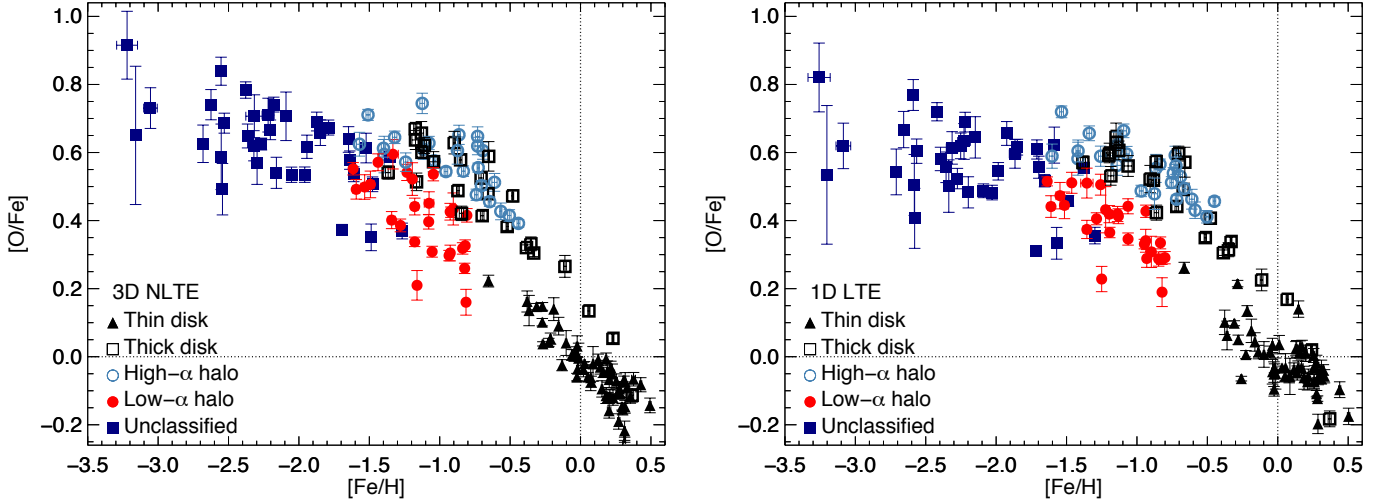 1.0
0.8
0.6
0.4
0.2
0.0
−0.2
[O/Fe]
3D NLTE
Thin disk
Thick disk
High−α halo
Low−α halo
Unclassified
−3.5 −3.0 −2.5 −2.0 −1.5 −1.0 −0.5 0.0 0.5
[Fe/H]
1.0
0.8
0.6
0.4
0.2
0.0
−0.2
[O/Fe]
1D LTE
Thin disk
Thick disk
High−α halo
Low−α halo
Unclassified
−3.5 −3.0 −2.5 −2.0 −1.5 −1.0 −0.5 0.0 0.5
[Fe/H]